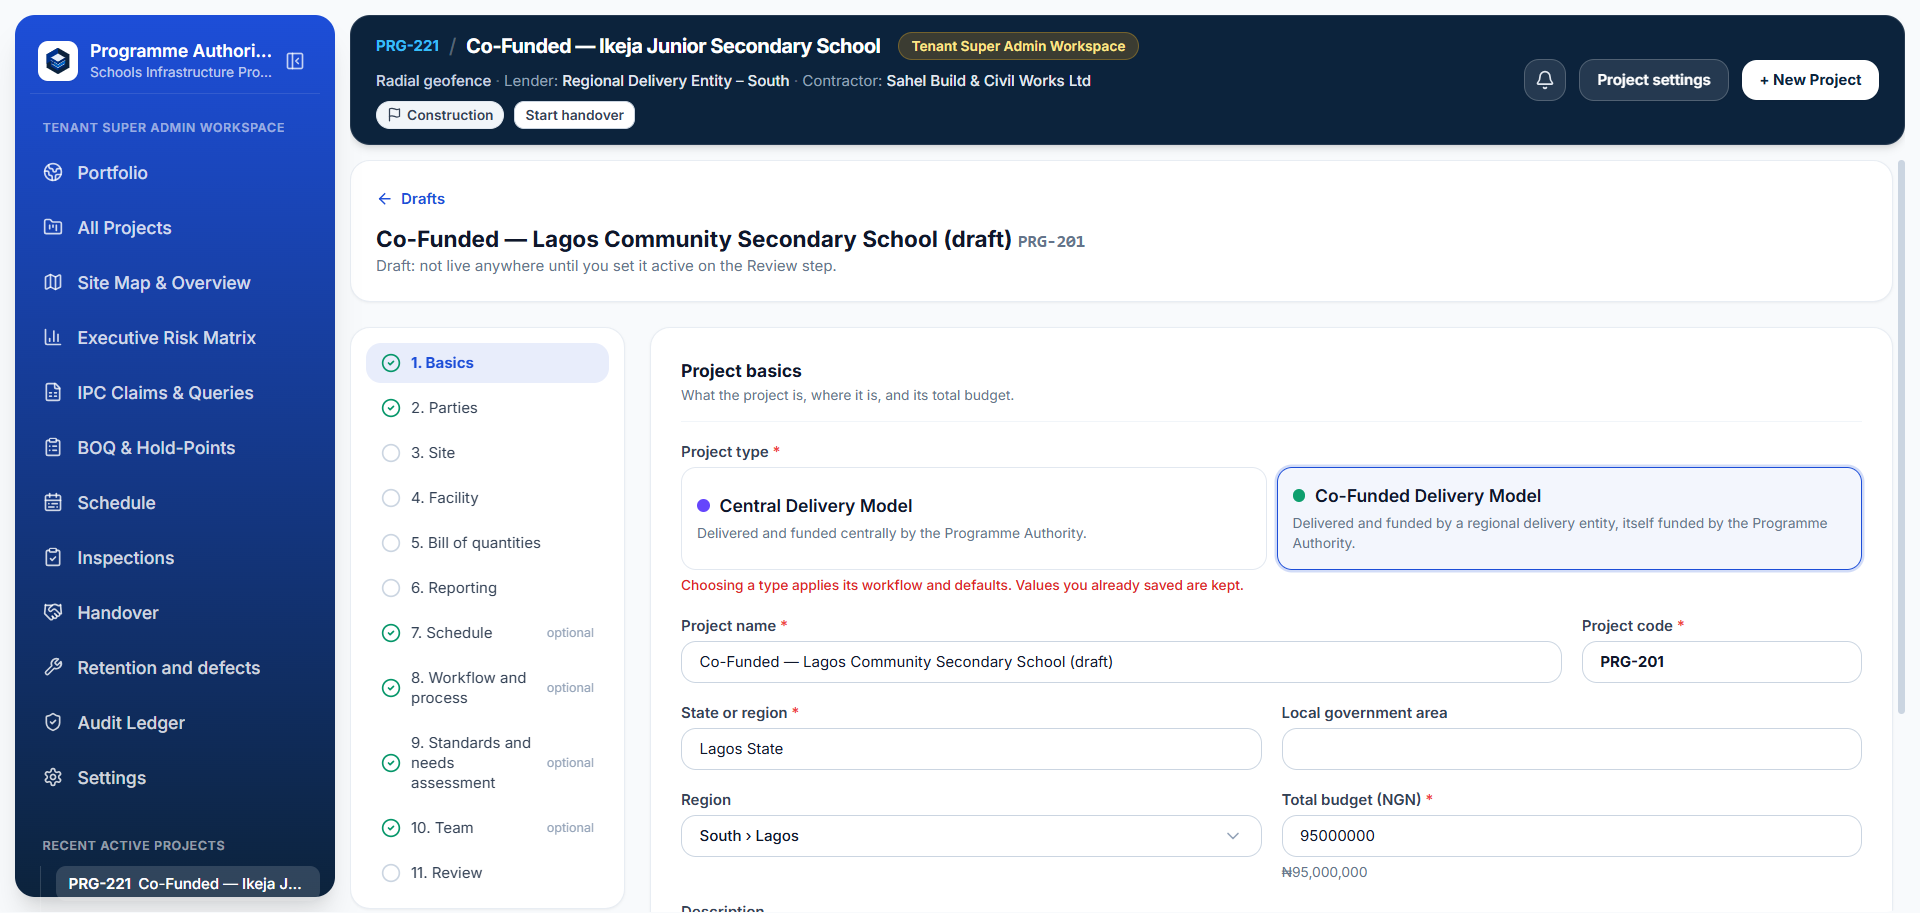 Programme Authori...
Schools Infrastructure Pro...
TENANT SUPER ADMIN WORKSPACE
Portfolio
All Projects
Site Map & Overview
Executive Risk Matrix
IPC Claims & Queries
BOQ & Hold-Points
Schedule
Inspections
Handover
Retention and defects
Audit Ledger
Settings
RECENT ACTIVE PROJECTS
PRG-221 Co-Funded — Ikeja J...
PRG-221 / Co-Funded — Ikeja Junior Secondary School Tenant Super Admin Workspace
Radial geofence · Lender: Regional Delivery Entity – South · Contractor: Sahel Build & Civil Works Ltd
Construction Start handover
Project settings
+ New Project
Drafts
Co-Funded — Lagos Community Secondary School (draft) PRG-201
Draft: not live anywhere until you set it active on the Review step.
1. Basics
2. Parties
3. Site
4. Facility
5. Bill of quantities
6. Reporting
7. Schedule optional
8. Workflow and
process
optional
9. Standards and
needs
assessment
optional
10. Team optional
11. Review
Project basics
What the project is, where it is, and its total budget.
Project type *
Central Delivery Model
Delivered and funded centrally by the Programme Authority.
Co-Funded Delivery Model
Delivered and funded by a regional delivery entity, itself funded by the Programme
Authority.
Choosing a type applies its workflow and defaults. Values you already saved are kept.
Project name *
Co-Funded — Lagos Community Secondary School (draft)
Project code *
PRG-201
State or region *
Lagos State
Local government area
Region
South › Lagos
Total budget (NGN) *
95000000
₦95,000,000
Description